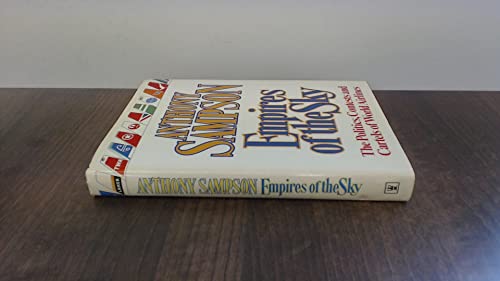 ANTHONY
SAMPSON
Empires
of the Sky
The Politics, Contests and
Cartels of World Airlines
ANTHONY SAMPSON Empires of the Sky